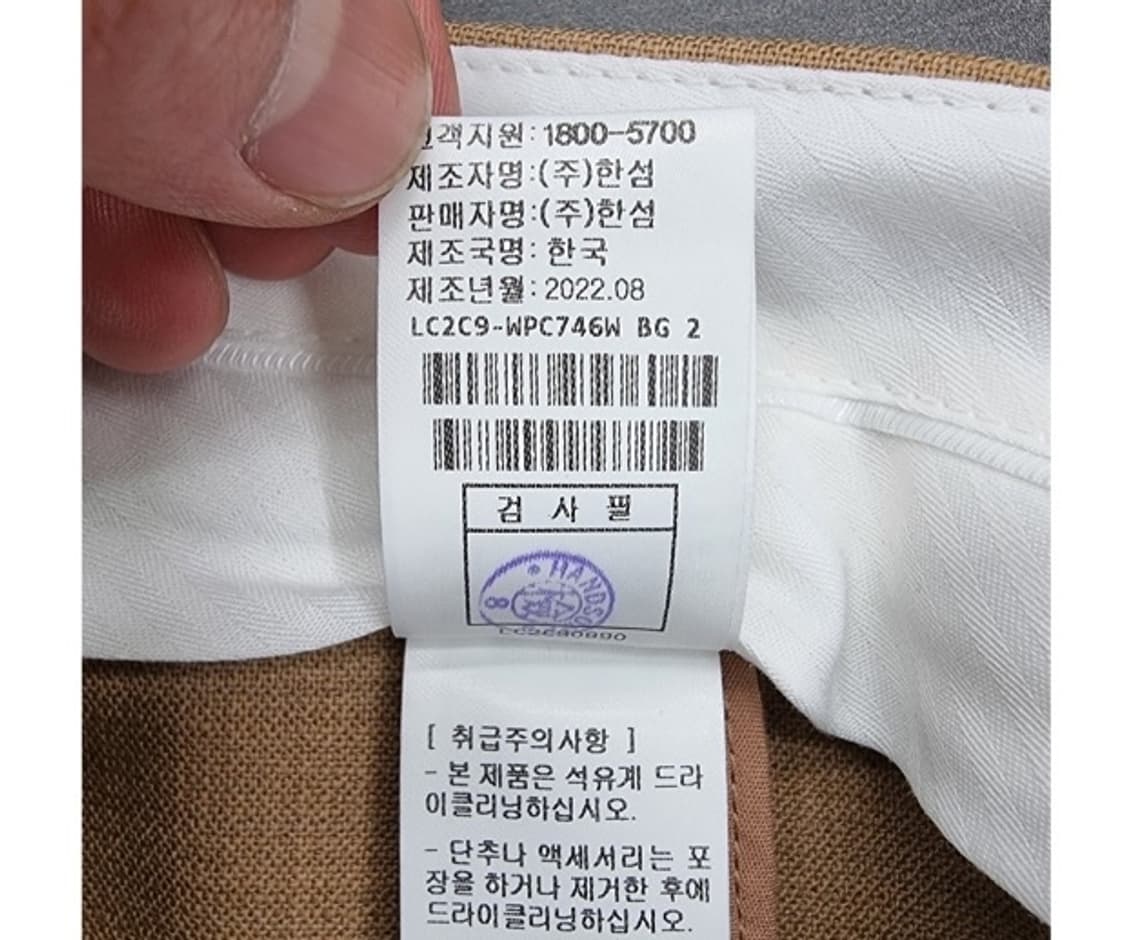 고객지원: 1800-5700
제조자명:(주)한섬
판매자명:(주)한섬
제조국명: 한국
제조년월: 2022.08
LC2C9-WPC746W BG 2
검 사 필
HANDSO
8
[ 취급주의사항 ]
- 본 제품은 석유계 드라
이클리닝하십시오.
- 단추나 액세서리는 포
장을 하거나 제거한 후에
드라이클리닝하십시오.